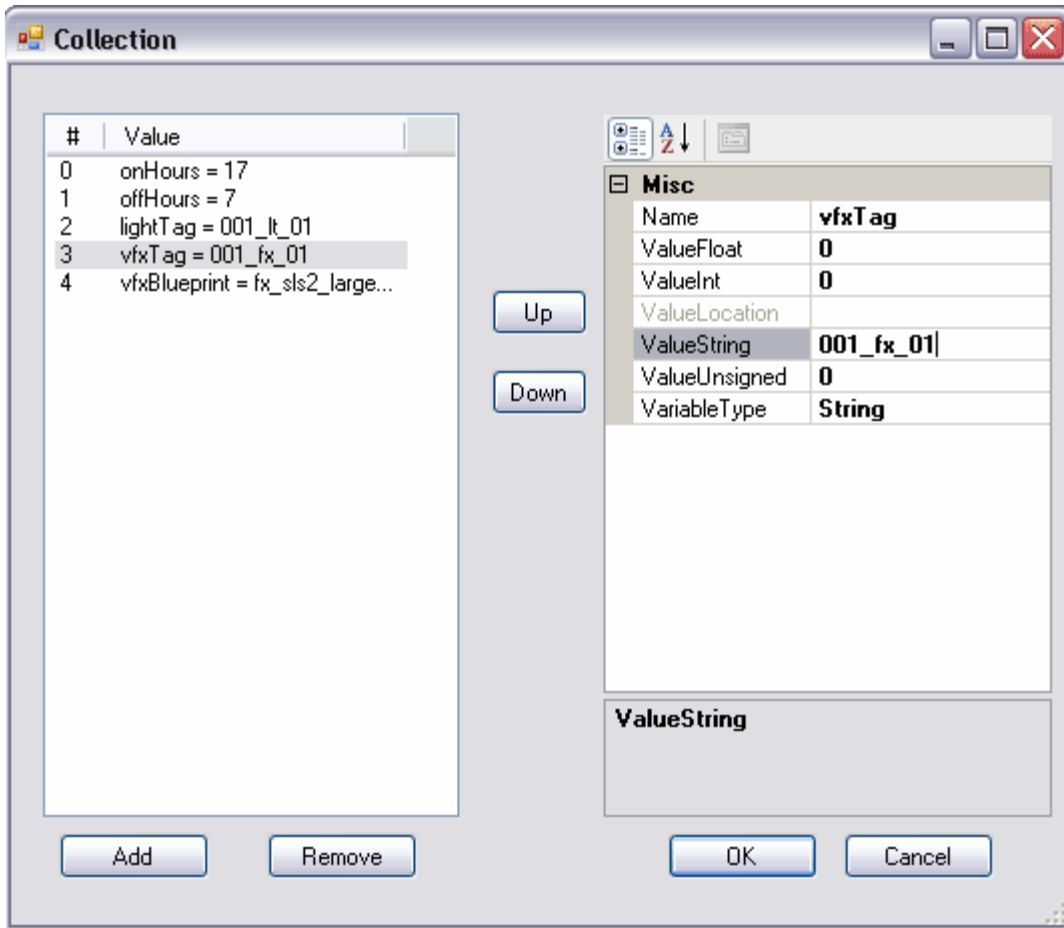 Collection
# Value
0 onHours = 17
1 offHours = 7
2 lightTag = 001_lt_01
3 vfxTag = 001_fx_01
4 vfxBlueprint = fx_sls2_large...
Up
Down
Add
Remove
Misc
Name vfxTag
ValueFloat 0
ValueInt 0
ValueLocation
ValueString 001_fx_01
ValueUnsigned 0
VariableType String
ValueString
OK
Cancel